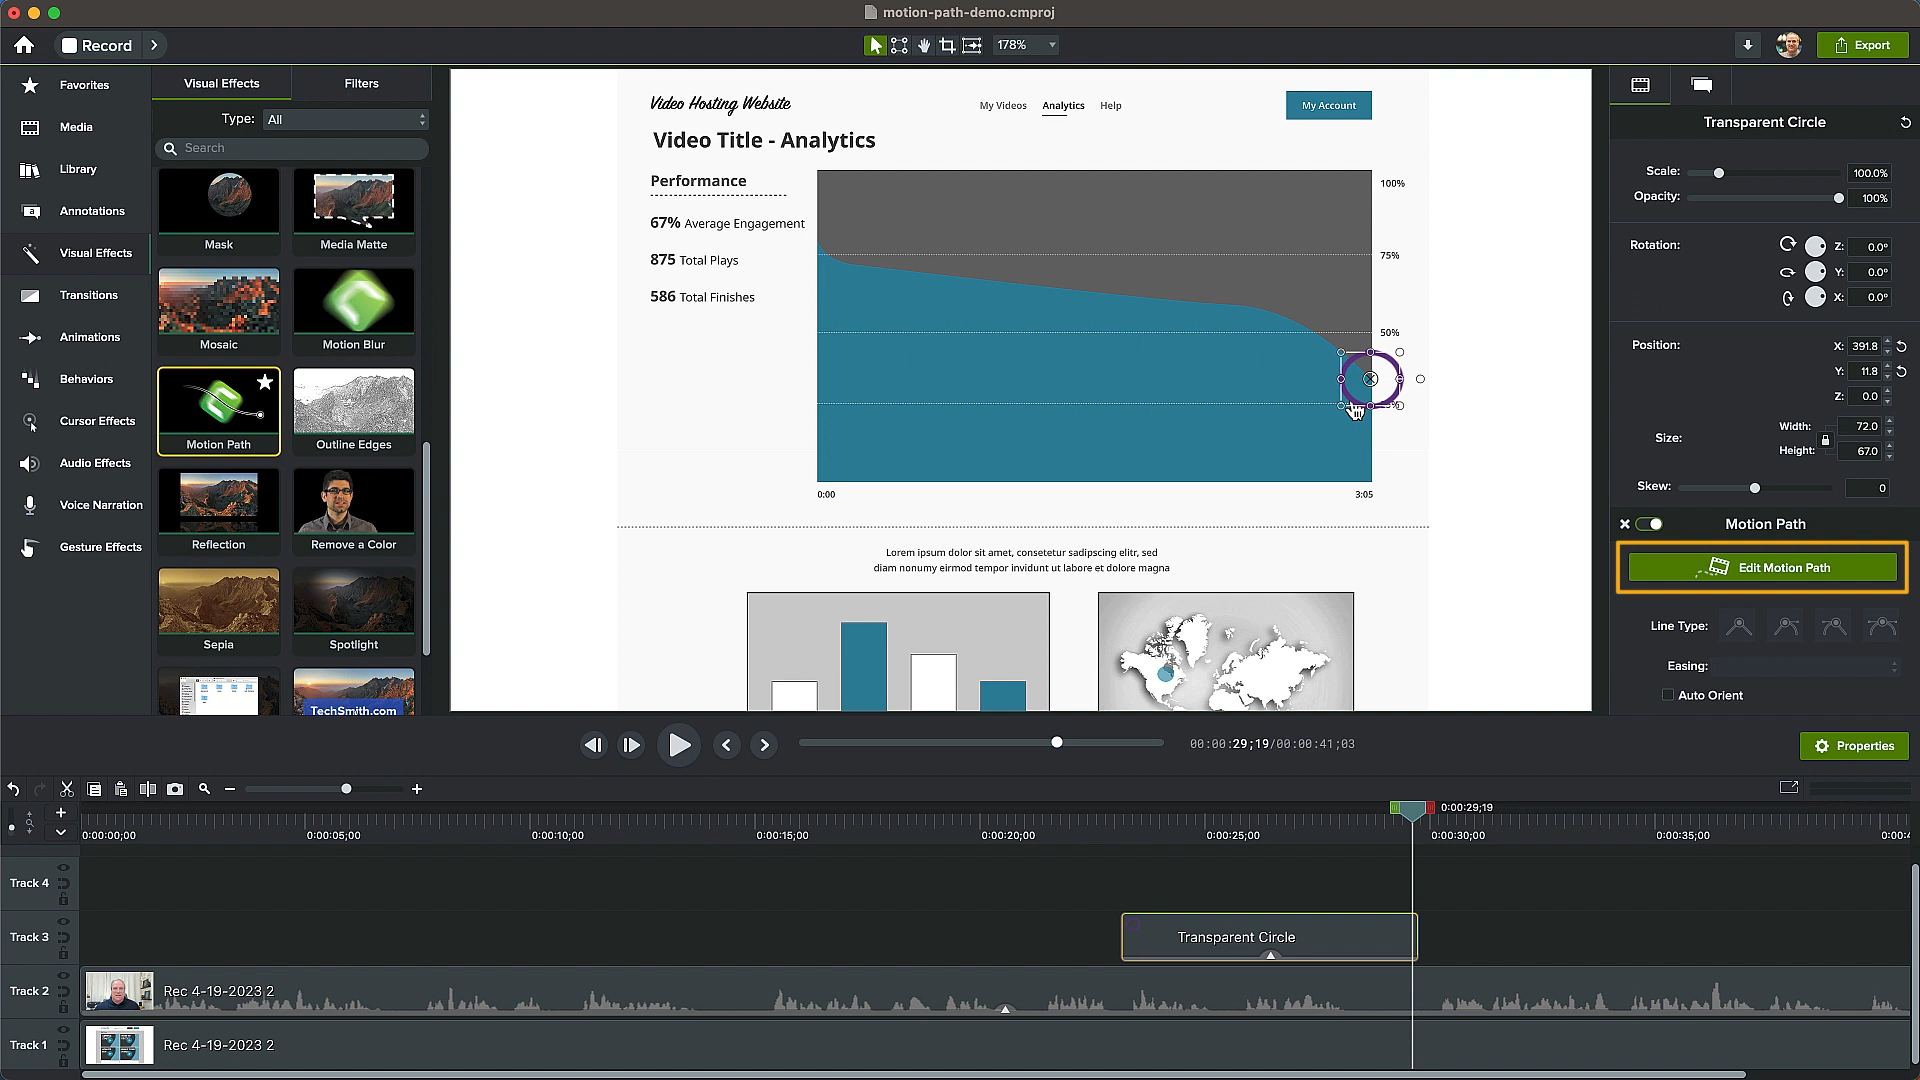 motion-path-demo.cmproj
Record
178%
Export
Favorites
Media
Library
Annotations
Visual Effects
Transitions
Animations
Behaviors
Cursor Effects
Audio Effects
Voice Narration
Gesture Effects
Visual Effects
Filters
Type: All
Search
Mask
Media Matte
Mosaic
Motion Blur
Motion Path
Outline Edges
Reflection
Remove a Color
Sepia
Spotlight
TechSmith.com
Video Hosting Website
My Videos Analytics Help
My Account
Video Title - Analytics
Performance
67% Average Engagement
875 Total Plays
586 Total Finishes
100%
75%
50%
0:00
3:05
Lorem ipsum dolor sit amet, consetetur sadipscing elitr, sed
diam nonumy eirmod tempor invidunt ut labore et dolore magna
Transparent Circle
Scale: 100.0%
Opacity: 100%
Rotation: Z: 0.0º
Y: 0.0º
X: 0.0º
Position: X: 391.8
Y: 11.8
Z: 0.0
Size: Width: 72.0
Height: 67.0
Skew: 0
Motion Path
Edit Motion Path
Line Type:
Easing:
Auto Orient
00:00:29;19/00:00:41;03
Properties
0:00:29;19
0:00:00;00 0:00:05;00 0:00:10;00 0:00:15;00 0:00:20;00 0:00:25;00 0:00:30;00 0:00:35;00
Track 4
Track 3
Transparent Circle
Track 2
Rec 4-19-2023 2
Track 1
Rec 4-19-2023 2